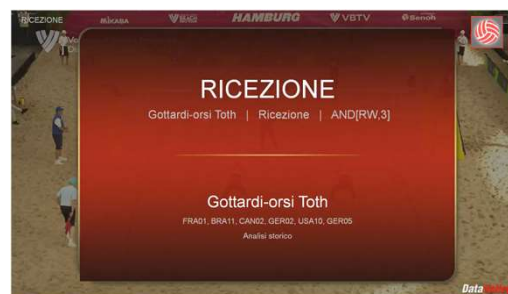 RICEZIONE
MIKASA
HAMBURG
VBTV
Senoh
RICEZIONE
Gottardi-orsi Toth | Ricezione | AND[RW,3]
Gottardi-orsi Toth
FRA01, BRA11, CAN02, GER02, USA10, GER05
Analisi storico
Data